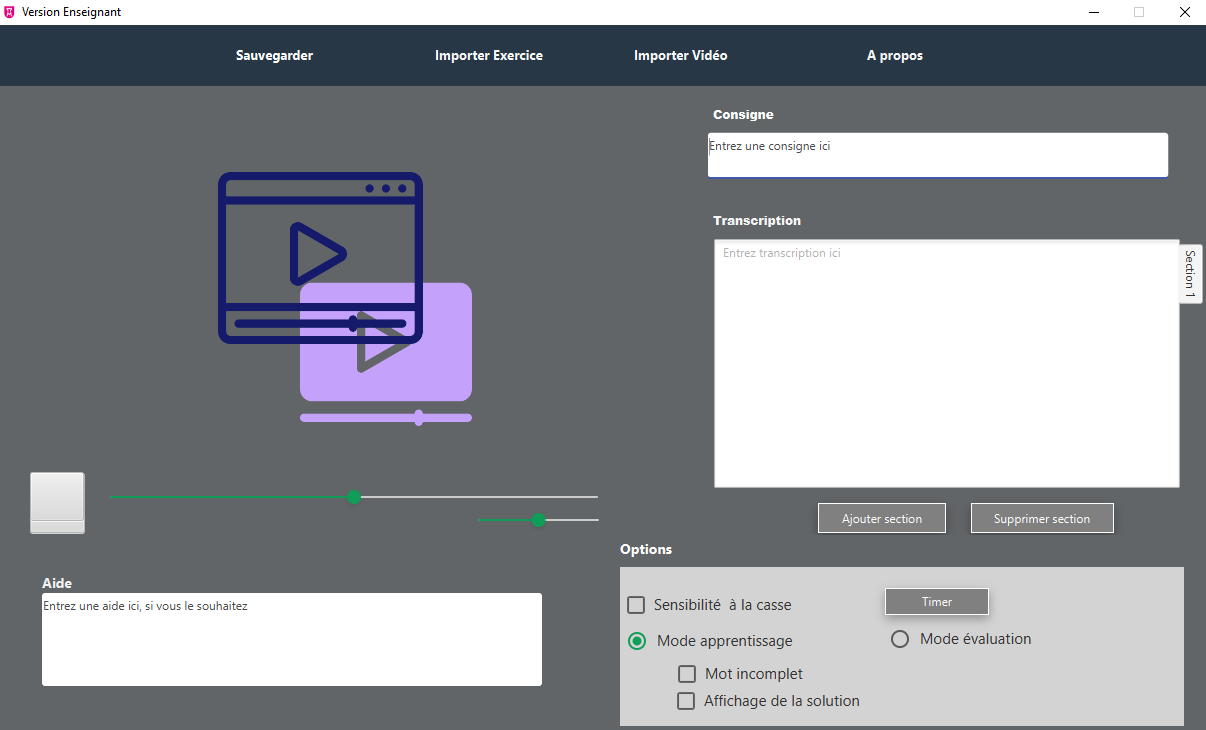 Version Enseignant
Sauvegarder
Importer Exercice
Importer Vidéo
A propos
Consigne
Entrez une consigne ici
Transcription
Entrez transcription ici
Section 1
Ajouter section
Supprimer section
Aide
Entrez une aide ici, si vous le souhaitez
Options
Sensibilité à la casse
Timer
Mode apprentissage
Mode évaluation
Mot incomplet
Affichage de la solution